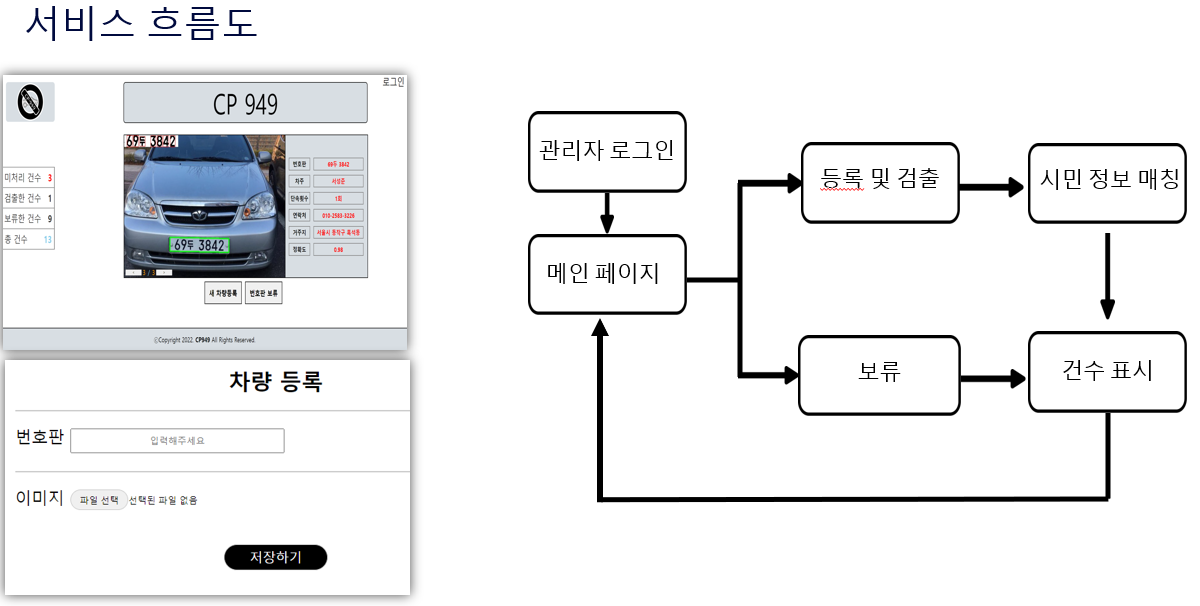 서비스 흐름도
로그인
CP 949
69두 3842
미처리 건수 3
검출한 건수 1
보류한 건수 9
총 건수 13
번호판 69두 3842
차주 서성준
단속횟수 1회
연락처 010-2583-3226
거주지 서울시 동작구 흑석동
정확도 0.98
69두 3842
< 3 / 3 >
새 차량등록 번호판 보류
ⓒCopyright 2022. CP949 All Rights Reserved.
차량 등록
번호판 입력해주세요
이미지 파일 선택 선택된 파일 없음
저장하기
관리자 로그인
등록 및 검출
시민 정보 매칭
메인 페이지
보류
건수 표시